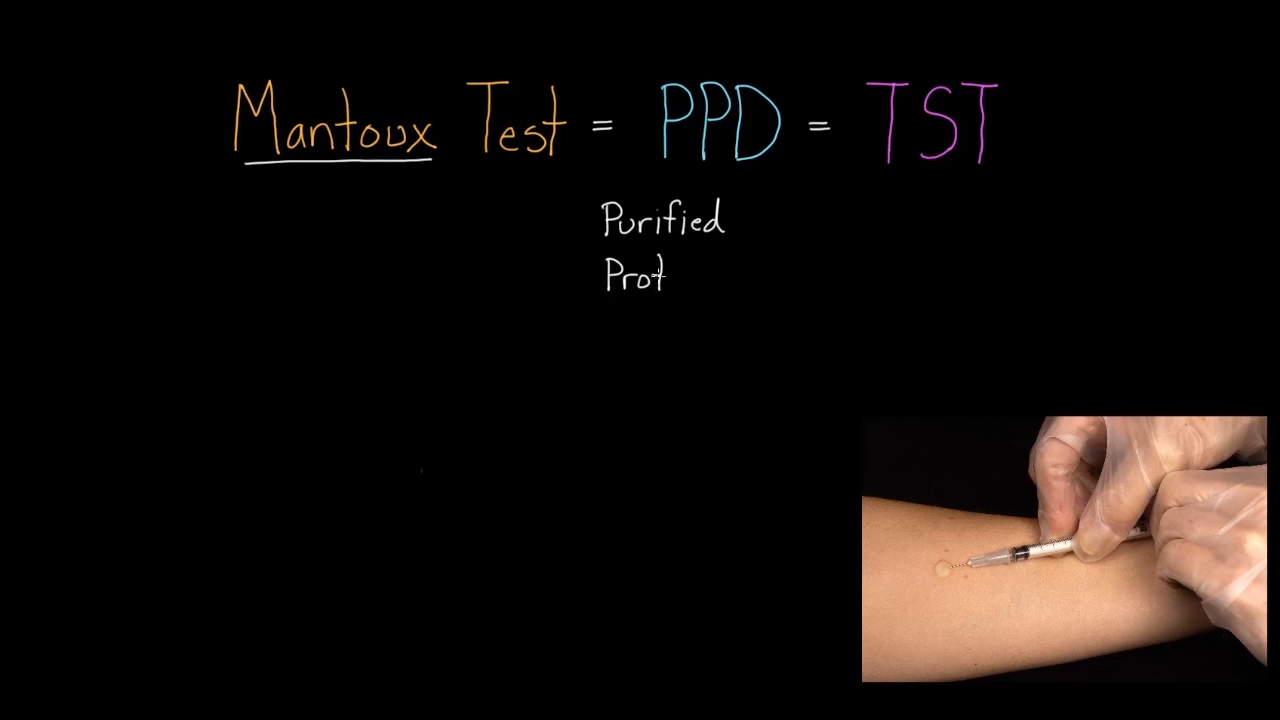 Mantoux Test = PPD = TST
Purified
Prot